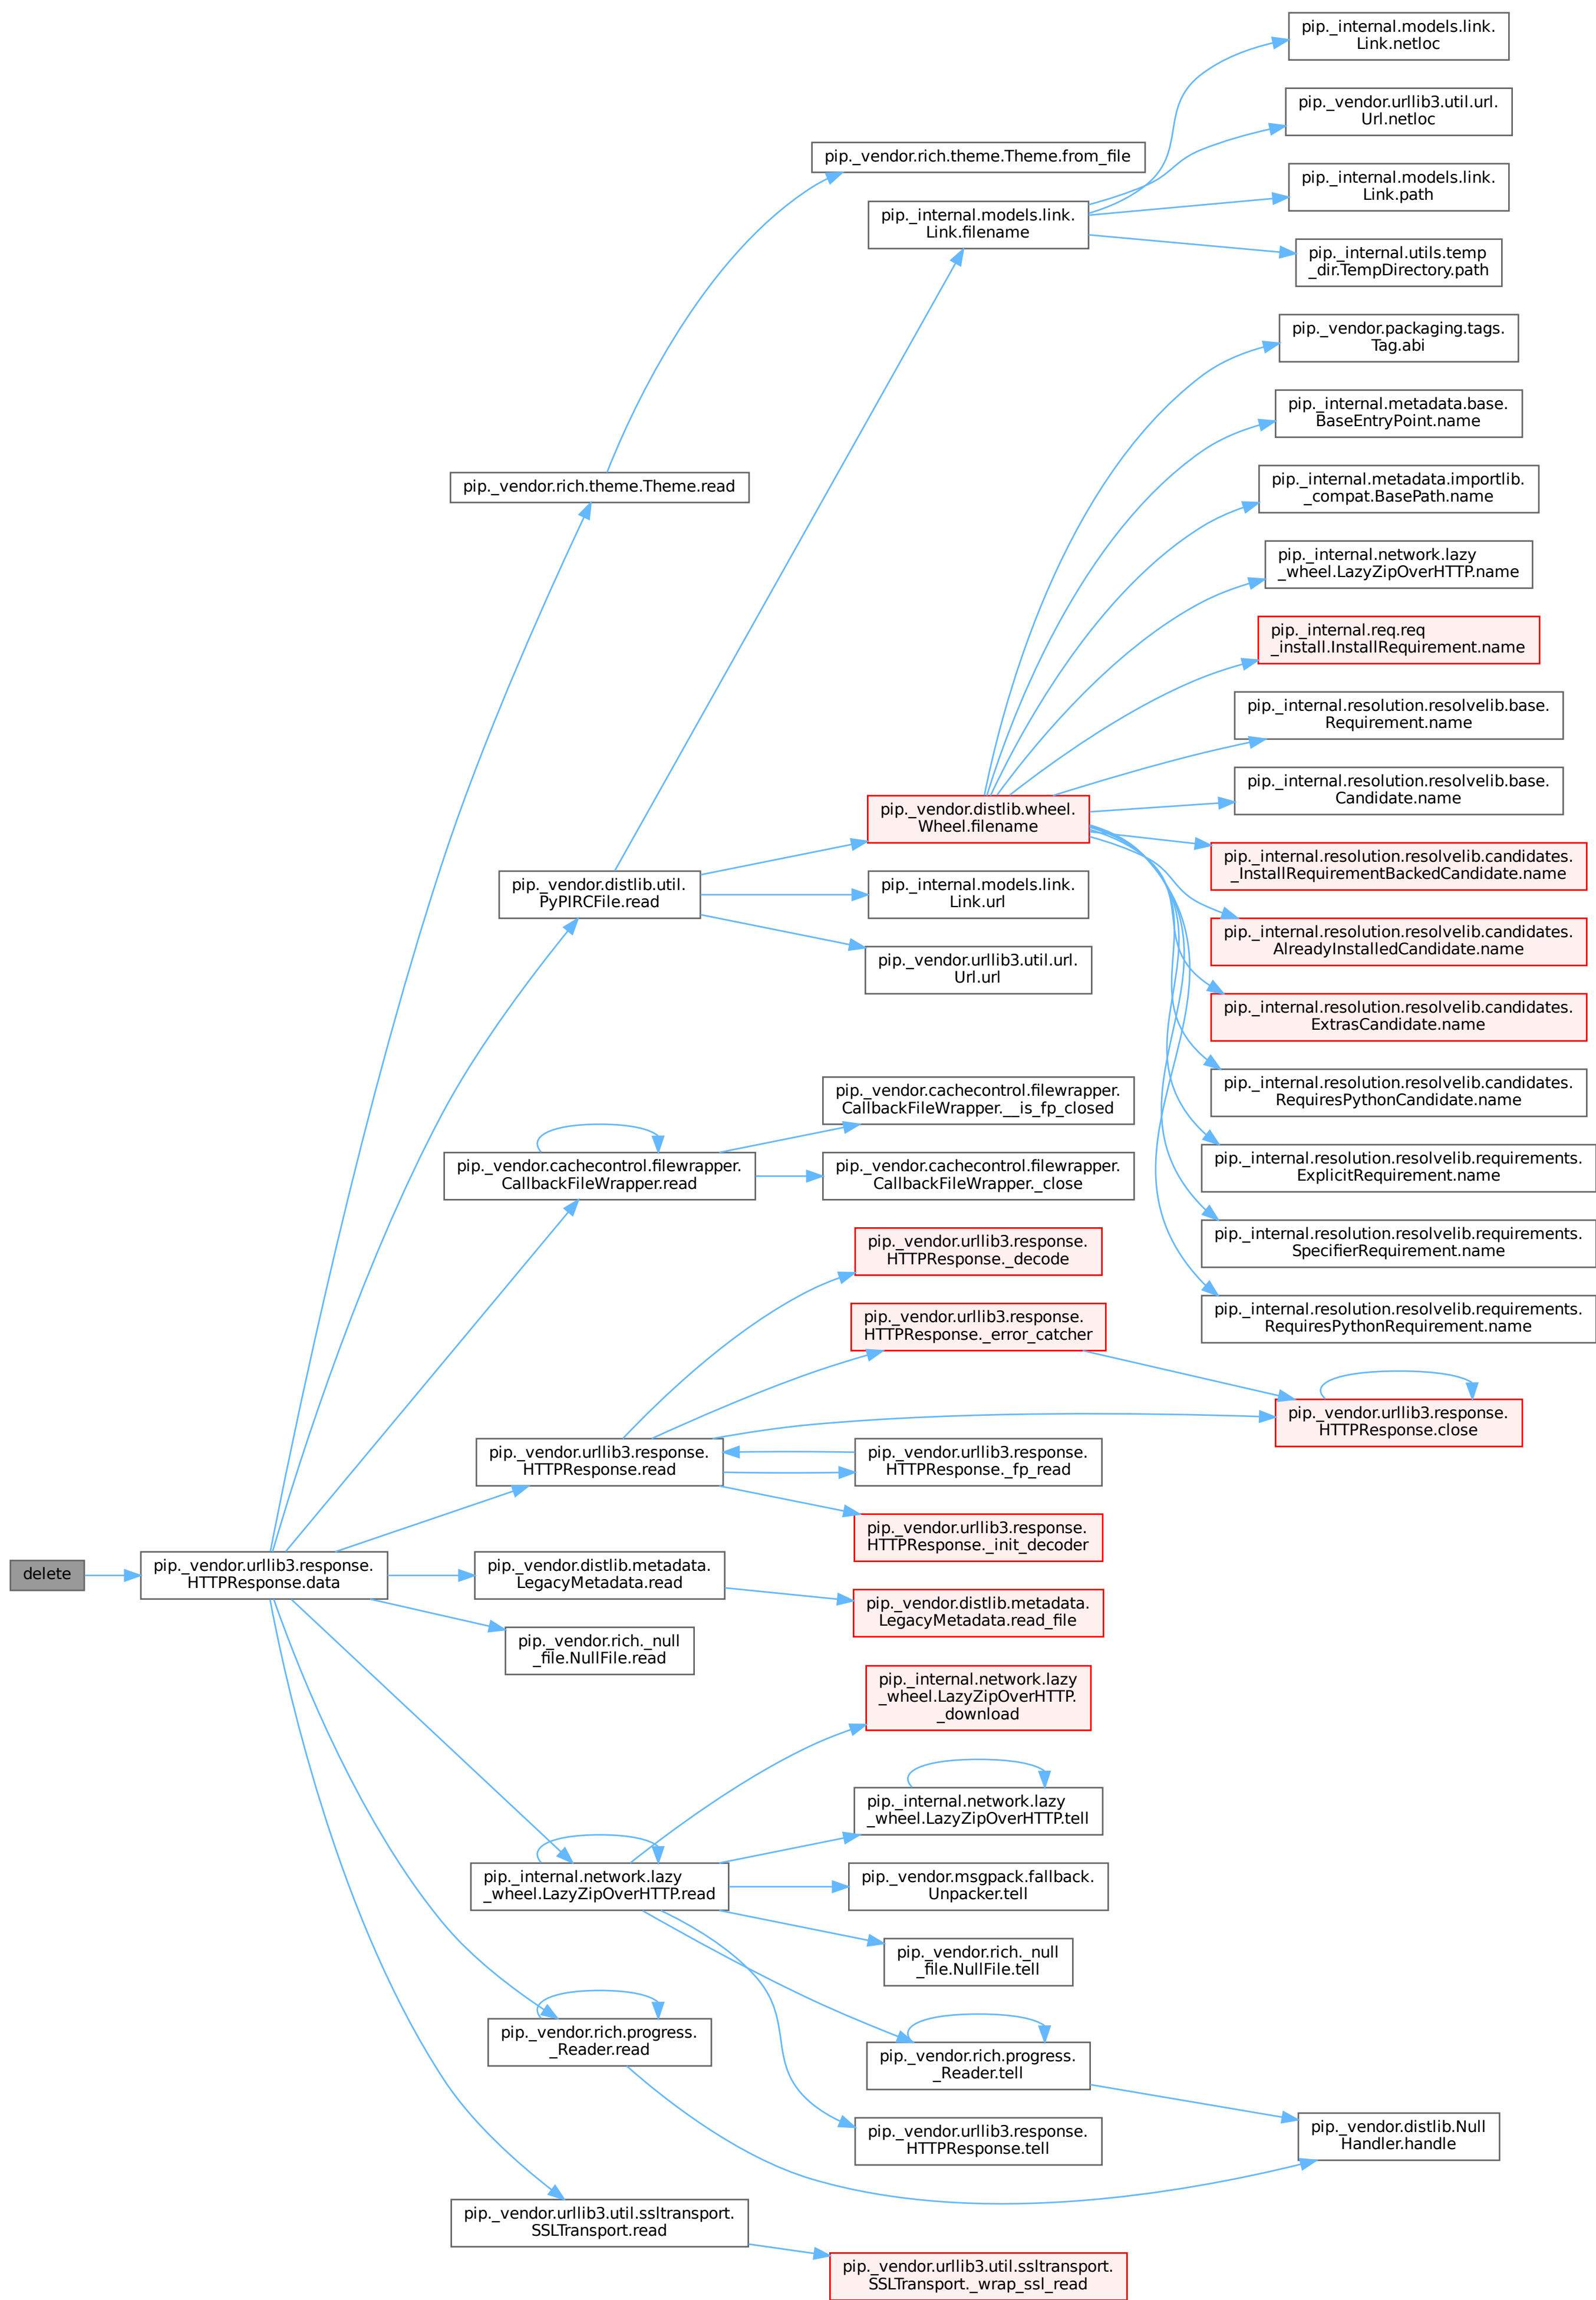 pip._internal.models.link.
Link.netloc
pip._vendor.urllib3.util.url.
Url.netloc
pip._vendor.rich.theme.Theme.from_file
pip._internal.models.link.
Link.path
pip._internal.models.link.
Link.filename
pip._internal.utils.temp
_dir.TempDirectory.path
pip._vendor.packaging.tags.
Tag.abi
pip._internal.metadata.base.
BaseEntryPoint.name
pip._vendor.rich.theme.Theme.read
pip._internal.metadata.importlib.
_compat.BasePath.name
pip._internal.network.lazy
_wheel.LazyZipOverHTTP.name
pip._internal.req.req
_install.InstallRequirement.name
pip._internal.resolution.resolvelib.base.
Requirement.name
pip._internal.resolution.resolvelib.base.
Candidate.name
pip._vendor.distlib.wheel.
Wheel.filename
pip._internal.resolution.resolvelib.candidates.
_InstallRequirementBackedCandidate.name
pip._vendor.distlib.util.
PyPIRCFile.read
pip._internal.models.link.
Link.url
pip._internal.resolution.resolvelib.candidates.
AlreadyInstalledCandidate.name
pip._vendor.urllib3.util.url.
Url.url
pip._internal.resolution.resolvelib.candidates.
ExtrasCandidate.name
pip._internal.resolution.resolvelib.candidates.
RequiresPythonCandidate.name
pip._vendor.cachecontrol.filewrapper.
CallbackFileWrapper.__is_fp_closed
pip._internal.resolution.resolvelib.requirements.
ExplicitRequirement.name
pip._vendor.cachecontrol.filewrapper.
CallbackFileWrapper.read
pip._vendor.cachecontrol.filewrapper.
CallbackFileWrapper._close
pip._internal.resolution.resolvelib.requirements.
SpecifierRequirement.name
pip._vendor.urllib3.response.
HTTPResponse._decode
pip._internal.resolution.resolvelib.requirements.
RequiresPythonRequirement.name
pip._vendor.urllib3.response.
HTTPResponse._error_catcher
pip._vendor.urllib3.response.
HTTPResponse.close
pip._vendor.urllib3.response.
HTTPResponse.read
pip._vendor.urllib3.response.
HTTPResponse._fp_read
pip._vendor.urllib3.response.
HTTPResponse._init_decoder
delete
pip._vendor.urllib3.response.
HTTPResponse.data
pip._vendor.distlib.metadata.
LegacyMetadata.read
pip._vendor.distlib.metadata.
LegacyMetadata.read_file
pip._vendor.rich._null
_file.NullFile.read
pip._internal.network.lazy
_wheel.LazyZipOverHTTP.
_download
pip._internal.network.lazy
_wheel.LazyZipOverHTTP.tell
pip._internal.network.lazy
_wheel.LazyZipOverHTTP.read
pip._vendor.msgpack.fallback.
Unpacker.tell
pip._vendor.rich._null
_file.NullFile.tell
pip._vendor.rich.progress.
_Reader.read
pip._vendor.rich.progress.
_Reader.tell
pip._vendor.urllib3.response.
HTTPResponse.tell
pip._vendor.distlib.Null
Handler.handle
pip._vendor.urllib3.util.ssltransport.
SSLTransport.read
pip._vendor.urllib3.util.ssltransport.
SSLTransport._wrap_ssl_read